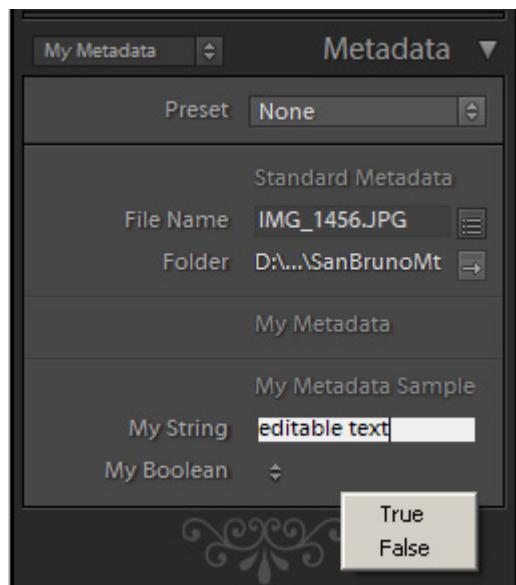 My Metadata Metadata
Preset None
Standard Metadata
File Name IMG_1456.JPG
Folder D:\...\SanBrunoMt
My Metadata
My Metadata Sample
My String editable text
My Boolean
True
False